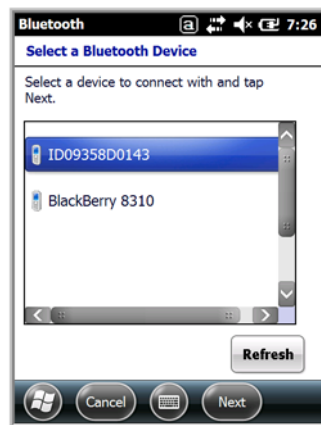 Bluetooth a 7:26
Select a Bluetooth Device
Select a device to connect with and tap
Next.
ID09358D0143
BlackBerry 8310
Refresh
Cancel Next